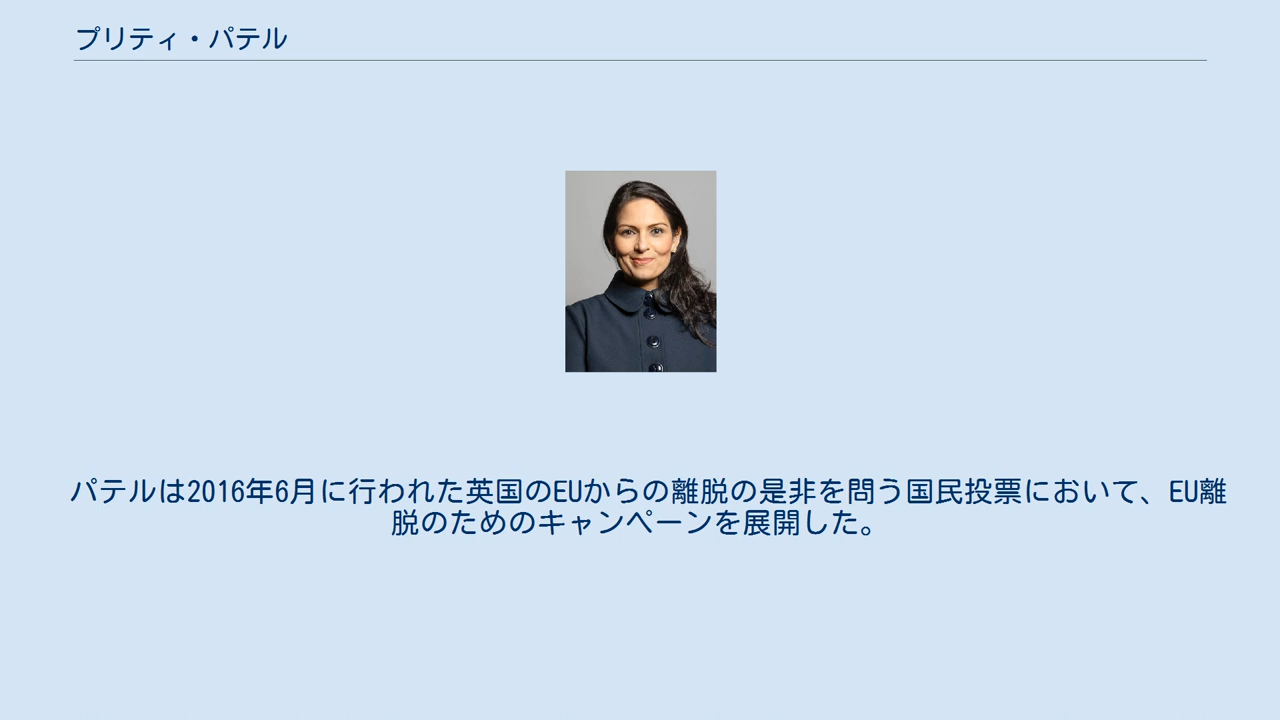 プリティ・パテル
パテルは2016年6月に行われた英国のEUからの離脱の是非を問う国民投票において、EU離
脱のためのキャンペーンを展開した。